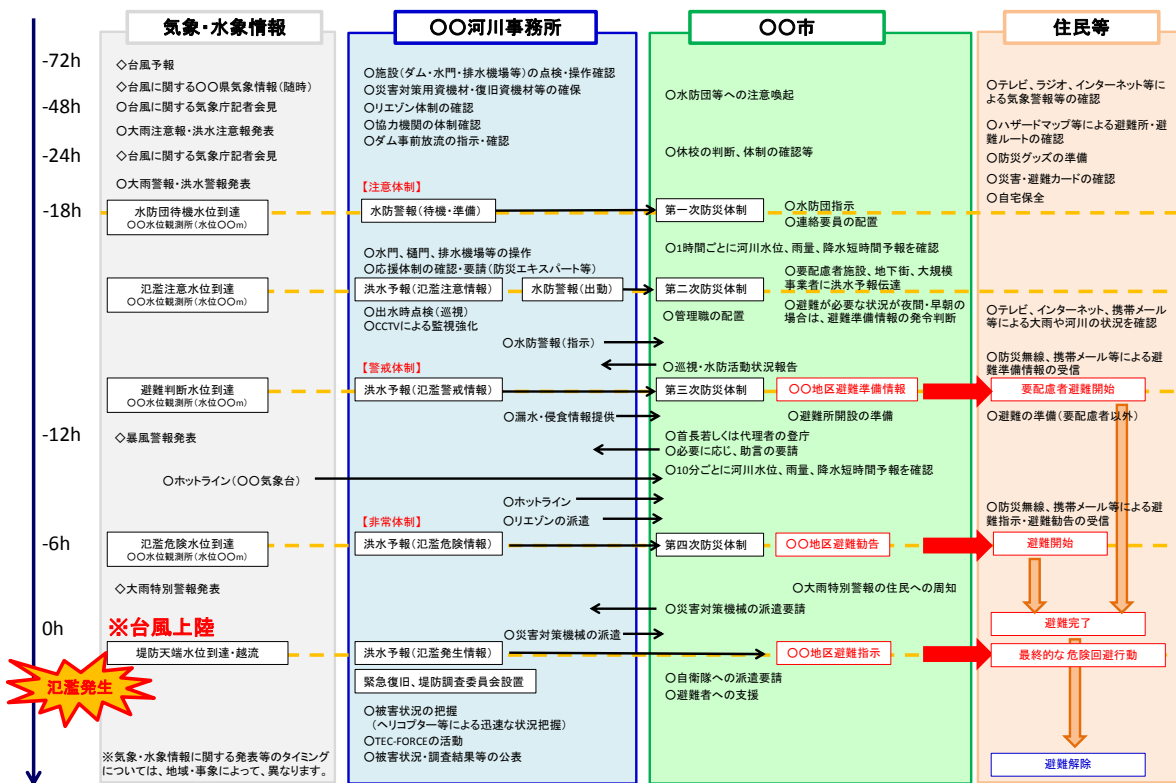 気象・水象情報
〇〇河川事務所
〇〇市
住民等
-72h
-48h
-24h
-18h
-12h
-6h
0h
氾濫発生
◇台風予報
◇台風に関する〇〇県気象情報(随時)
〇台風に関する気象庁記者会見
〇大雨注意報・洪水注意報発表
◇台風に関する気象庁記者会見
〇大雨警報・洪水警報発表
水防団待機水位到達
〇〇水位観測所(水位〇〇m)
氾濫注意水位到達
〇〇水位観測所(水位〇〇m)
避難判断水位到達
〇〇水位観測所(水位〇〇m)
◇暴風警報発表
〇ホットライン(〇〇気象台)
氾濫危険水位到達
〇〇水位観測所(水位〇〇m)
◇大雨特別警報発表
※台風上陸
堤防天端水位到達・越流
※気象・水象情報に関する発表等のタイミング
については、地域・事象によって、異なります。
〇施設(ダム・水門・排水機場等)の点検・操作確認
〇災害対策用資機材・復旧資機材等の確保
〇リエゾン体制の確認
〇協力機関の体制確認
〇ダム事前放流の指示・確認
【注意体制】
水防警報(待機・準備)
〇水門、樋門、排水機場等の操作
〇応援体制の確認・要請(防災エキスパート等)
洪水予報(氾濫注意情報)
水防警報(出動)
〇出水時点検(巡視)
〇CCTVによる監視強化
〇水防警報(指示)
【警戒体制】
洪水予報(氾濫警戒情報)
〇漏水・侵食情報提供
〇ホットライン
〇リエゾンの派遣
【非常体制】
洪水予報(氾濫危険情報)
〇災害対策機械の派遣
洪水予報(氾濫発生情報)
緊急復旧、堤防調査委員会設置
〇被害状況の把握
(ヘリコプター等による迅速な状況把握)
〇TEC-FORCEの活動
〇被害状況・調査結果等の公表
〇水防団等への注意喚起
〇休校の判断、体制の確認等
第一次防災体制
〇水防団指示
〇連絡要員の配置
〇1時間ごとに河川水位、雨量、降水短時間予報を確認
第二次防災体制
〇要配慮者施設、地下街、大規模
事業者に洪水予報伝達
〇管理職の配置
〇避難が必要な状況が夜間・早朝の
場合は、避難準備情報の発令判断
〇巡視・水防活動状況報告
第三次防災体制
〇〇地区避難準備情報
〇避難所開設の準備
〇首長若しくは代理者の登庁
〇必要に応じ、助言の要請
〇10分ごとに河川水位、雨量、降水短時間予報を確認
第四次防災体制
〇〇地区避難勧告
〇大雨特別警報の住民への周知
〇災害対策機械の派遣要請
〇〇地区避難指示
〇自衛隊への派遣要請
〇避難者への支援
〇テレビ、ラジオ、インターネット等に
よる気象警報等の確認
〇ハザードマップ等による避難所・避
難ルートの確認
〇防災グッズの準備
〇災害・避難カードの確認
〇自宅保全
〇テレビ、インターネット、携帯メール
等による大雨や河川の状況を確認
〇防災無線、携帯メール等による避
難準備情報の受信
要配慮者避難開始
〇避難の準備(要配慮者以外)
〇防災無線、携帯メール等による避
難指示・避難勧告の受信
避難開始
避難完了
最終的な危険回避行動
避難解除